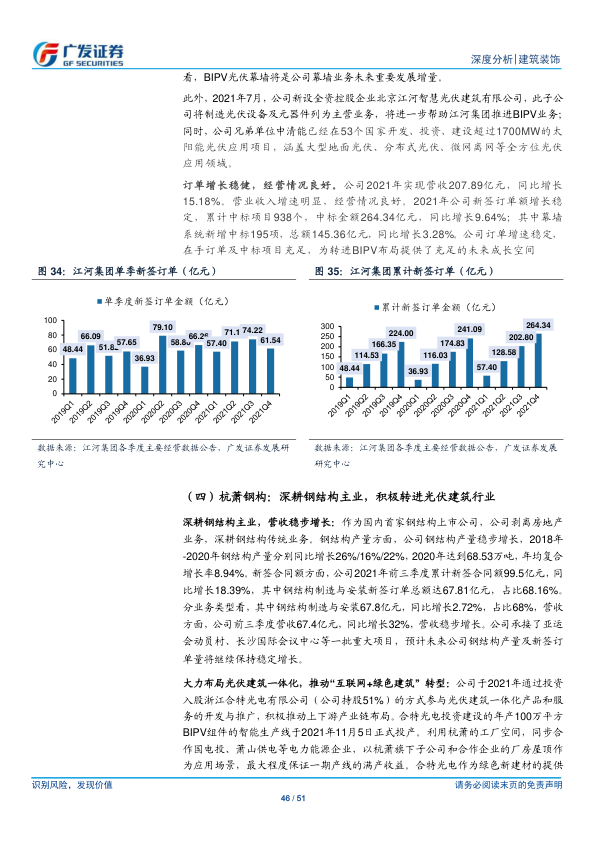 广发证券
GF SECURITIES
深度分析|建筑装饰
看，BIPV光伏幕墙将是公司幕墙业务未来重要发展增量。
此外，2021年7月，公司新设全资控股企业北京江河智慧光伏建筑有限公司，此子公
司将制造光伏设备及元器件列为主营业务，将进一步帮助江河集团推进BIPV业务；
同时，公司兄弟单位中清能已经在53个国家开发、投资、建设超过1700MW的太
阳能光伏应用项目，涵盖大型地面光伏、分布式光伏、微网离网等全方位光伏
应用领域。
订单增长稳健，经营情况良好。公司2021年实现营收207.89亿元，同比增长
15.18%。营业收入增速明显，经营情况良好。2021年公司新签订单额增长稳
定，累计中标项目938个，中标金额264.34亿元，同比增长9.64%；其中幕墙
系统新增中标195项，总额145.36亿元，同比增长3.28%。公司订单增速稳定，
在手订单及中标项目充足，为转进BIPV布局提供了充足的未来成长空间
图 34：江河集团单季新签订单（亿元）
单季度新签订单金额（亿元）
100
80
60
40
20
0
48.44
66.09
51.82
57.65
36.93
79.10
58.80
66.26
57.40
71.1
74.22
61.54
2019Q1
2019Q2
2019Q3
2019Q4
2020Q1
2020Q2
2020Q3
2020Q4
2021Q1
2021Q2
2021Q3
2021Q4
数据来源：江河集团各季度主要经营数据公告，广发证券发展研
究中心
图 35：江河集团累计新签订单（亿元）
累计新签订单金额（亿元）
300
250
200
150
100
50
0
48.44
114.53
166.35
224.00
36.93
116.03
174.83
241.09
57.40
128.58
202.80
264.34
2019Q1
2019Q2
2019Q3
2019Q4
2020Q1
2020Q2
2020Q3
2020Q4
2021Q1
2021Q2
2021Q3
2021Q4
数据来源：江河集团各季度主要经营数据公告，广发证券发展
研究中心
（四）杭萧钢构：深耕钢结构主业，积极转进光伏建筑行业
深耕钢结构主业，营收稳步增长：作为国内首家钢结构上市公司，公司剥离房地产
业务，深耕钢结构传统业务。钢结构产量方面，公司钢结构产量稳步增长，2018年
-2020年钢结构产量分别同比增长26%/16%/22%，2020年达到68.53万吨，年均复合
增长率8.94%。新签合同额方面，公司2021年前三季度累计新签合同额99.5亿元，同
比增长18.39%，其中钢结构制造与安装新签订单总额达67.81亿元，占比68.16%。
分业务类型看，其中钢结构制造与安装67.8亿元，同比增长2.72%，占比68%，营收
方面，公司前三季度营收67.4亿元，同比增长32%，营收稳步增长。公司承接了亚运
会动员村、长沙国际会议中心等一批重大项目，预计未来公司钢结构产量及新签订
单量将继续保持稳定增长。
大力布局光伏建筑一体化，推动“互联网+绿色建筑”转型：公司于2021年通过投资
入股浙江合特光电有限公司（公司持股51%）的方式参与光伏建筑一体化产品和服
务的开发与推广，积极推动上下游产业链布局。合特光电投资建设的年产100万平方
BIPV组件的智能生产线于2021年11月5日正式投产。利用杭萧的工厂空间，同步合
作国电投、萧山供电等电力能源企业，以杭萧旗下子公司和合作企业的厂房屋顶作
为应用场景，最大程度保证一期产线的满产收益。合特光电作为绿色新建材的提供
识别风险，发现价值
请务必阅读末页的免责声明
46 / 51